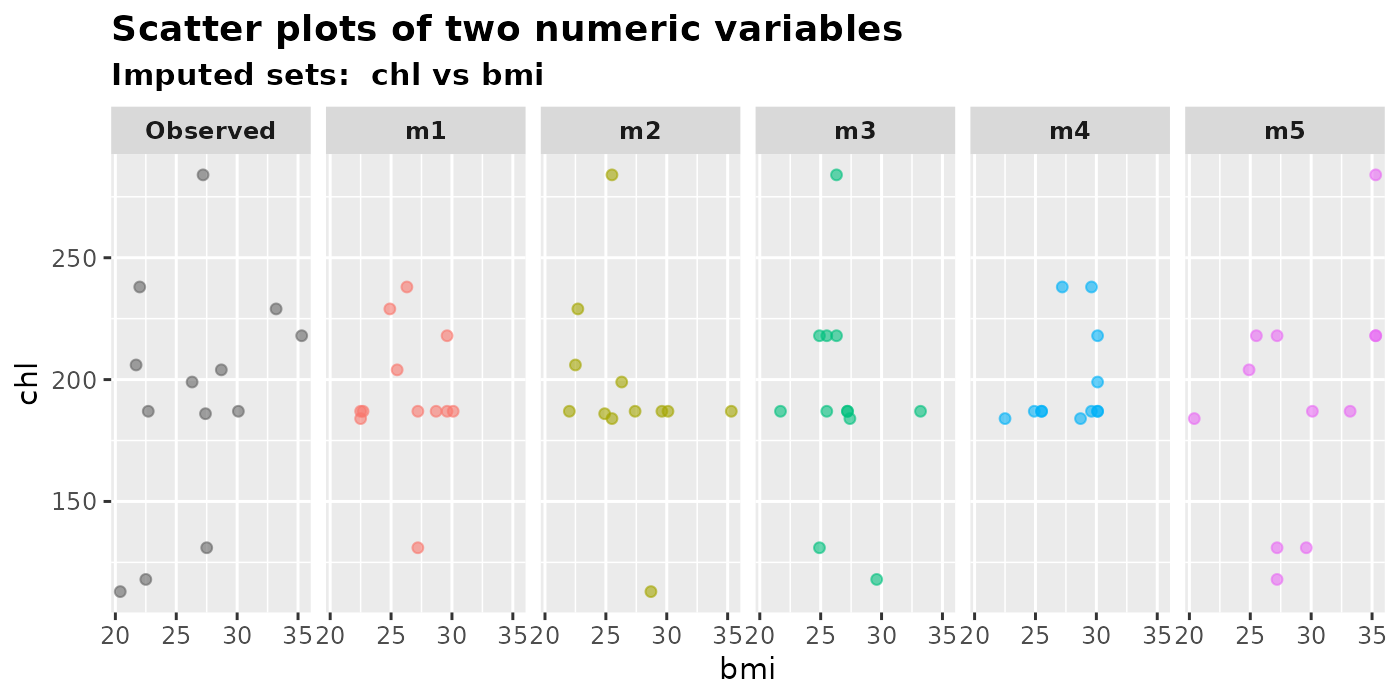 Scatter plots of two numeric variables
Imputed sets:  chl vs bmi
Observed m1 m2 m3 m4 m5
250
200
150
chl
20 25 30 35 20 25 30 35 20 25 30 35 20 25 30 35 20 25 30 35 20 25 30 35
bmi